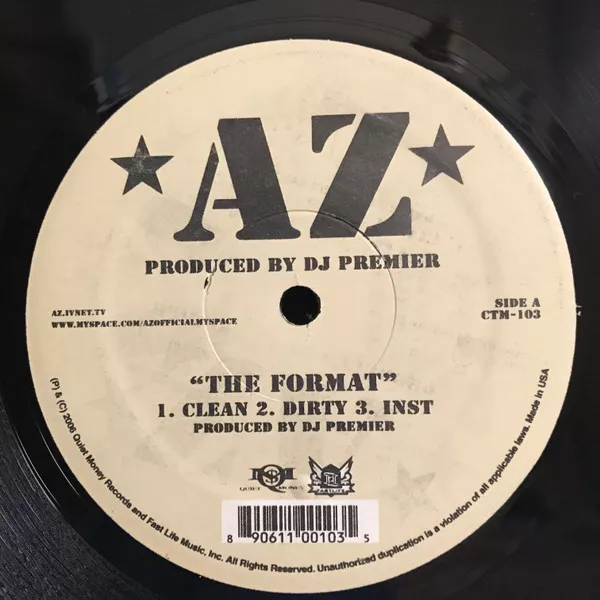 AZ
PRODUCED BY DJ PREMIER
AZ.IVNET.TV
WWW.MYSPACE.COM/AZOFFICIALMYSPACE
SIDE A
CTM-103
“THE FORMAT”
1. CLEAN 2. DIRTY 3. INST
PRODUCED BY DJ PREMIER
8 90611 00103 5
(P) & (C) 2006 Quiet Money Records and Fast Life Music, Inc. All Rights Reserved. Unauthorized duplication is a violation of all applicable laws. Made in USA